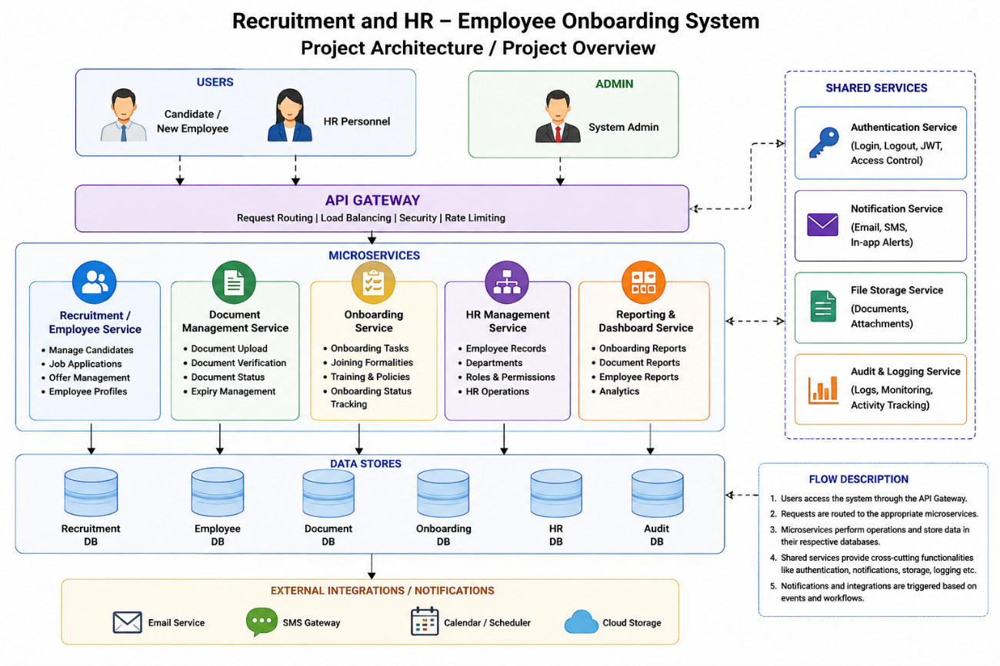 Recruitment and HR – Employee Onboarding System
Project Architecture / Project Overview
USERS
Candidate /
New Employee
HR Personnel
ADMIN
System Admin
API GATEWAY
Request Routing | Load Balancing | Security | Rate Limiting
MICROSERVICES
Recruitment /
Employee Service
• Manage Candidates
• Job Applications
• Offer Management
• Employee Profiles
Document
Management Service
• Document Upload
• Document Verification
• Document Status
• Expiry Management
Onboarding
Service
• Onboarding Tasks
• Joining Formalities
• Training & Policies
• Onboarding Status
Tracking
HR Management
Service
• Employee Records
• Departments
• Roles & Permissions
• HR Operations
Reporting &
Dashboard Service
• Onboarding Reports
• Document Reports
• Employee Reports
• Analytics
DATA STORES
Recruitment
DB
Employee
DB
Document
DB
Onboarding
DB
HR
DB
Audit
DB
EXTERNAL INTEGRATIONS / NOTIFICATIONS
Email Service
SMS Gateway
Calendar / Scheduler
Cloud Storage
SHARED SERVICES
Authentication Service
(Login, Logout, JWT,
Access Control)
Notification Service
(Email, SMS,
In-app Alerts)
File Storage Service
(Documents,
Attachments)
Audit & Logging Service
(Logs, Monitoring,
Activity Tracking)
FLOW DESCRIPTION
1. Users access the system through the API Gateway.
2. Requests are routed to the appropriate microservices.
3. Microservices perform operations and store data in
their respective databases.
4. Shared services provide cross-cutting functionalities
like authentication, notifications, storage, logging etc.
5. Notifications and integrations are triggered based on
events and workflows.